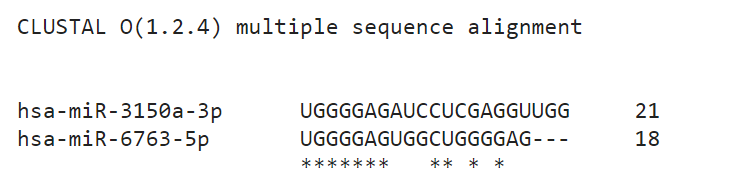 CLUSTAL O(1.2.4) multiple sequence alignment
hsa-miR-3150a-3p      UGGGGAGAUCCUCGAGGUUGG     21
hsa-miR-6763-5p       UGGGGAGUGGCUGGGGAG---     18
                      *******   ** * *